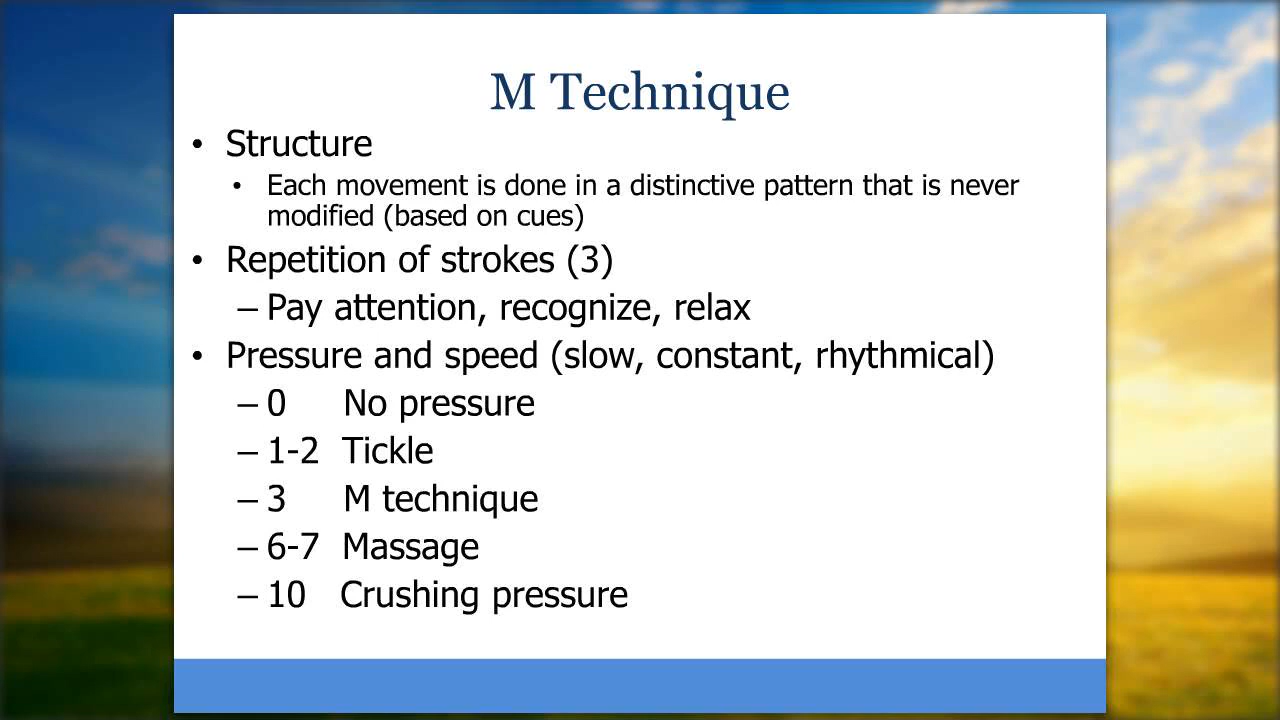 M Technique
• Structure
• Each movement is done in a distinctive pattern that is never
modified (based on cues)
• Repetition of strokes (3)
– Pay attention, recognize, relax
• Pressure and speed (slow, constant, rhythmical)
– 0 No pressure
– 1-2 Tickle
– 3 M technique
– 6-7 Massage
– 10 Crushing pressure